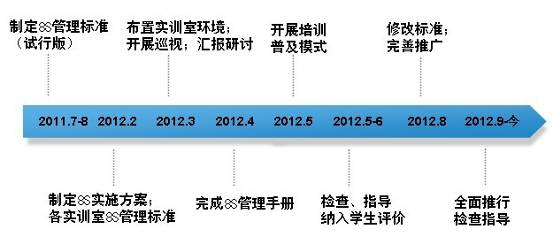 制定8S管理标准
(试行版)
布置实训室环境；
开展巡视；汇报研讨
开展培训
普及模式
修改标准；
完善推广
2011.7-8
2012.2
2012.3
2012.4
2012.5
2012.5-6
2012.8
2012.9-今
制定8S实施方案；
各实训室8S管理标准
完成8S管理手册
检查、指导
纳入学生评价
全面推行
检查指导